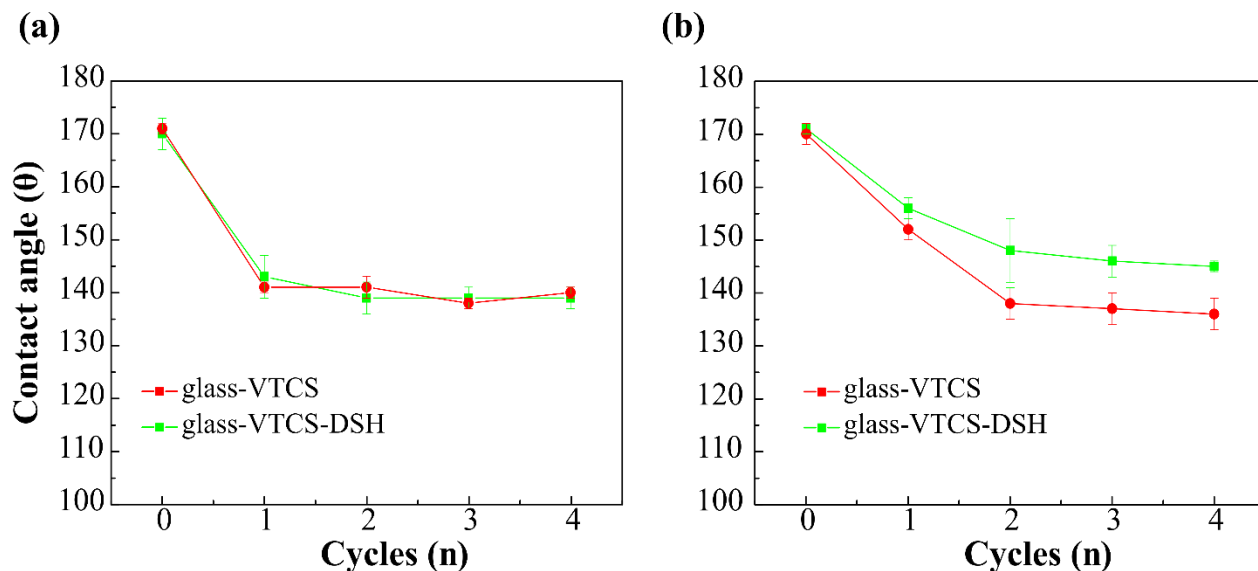 (a)
180
170
160
150
140
130
120
110
100
Contact angle (θ)
glass-VTCS
glass-VTCS-DSH
0 1 2 3 4
Cycles (n)
(b)
180
170
160
150
140
130
120
110
100
glass-VTCS
glass-VTCS-DSH
0 1 2 3 4
Cycles (n)